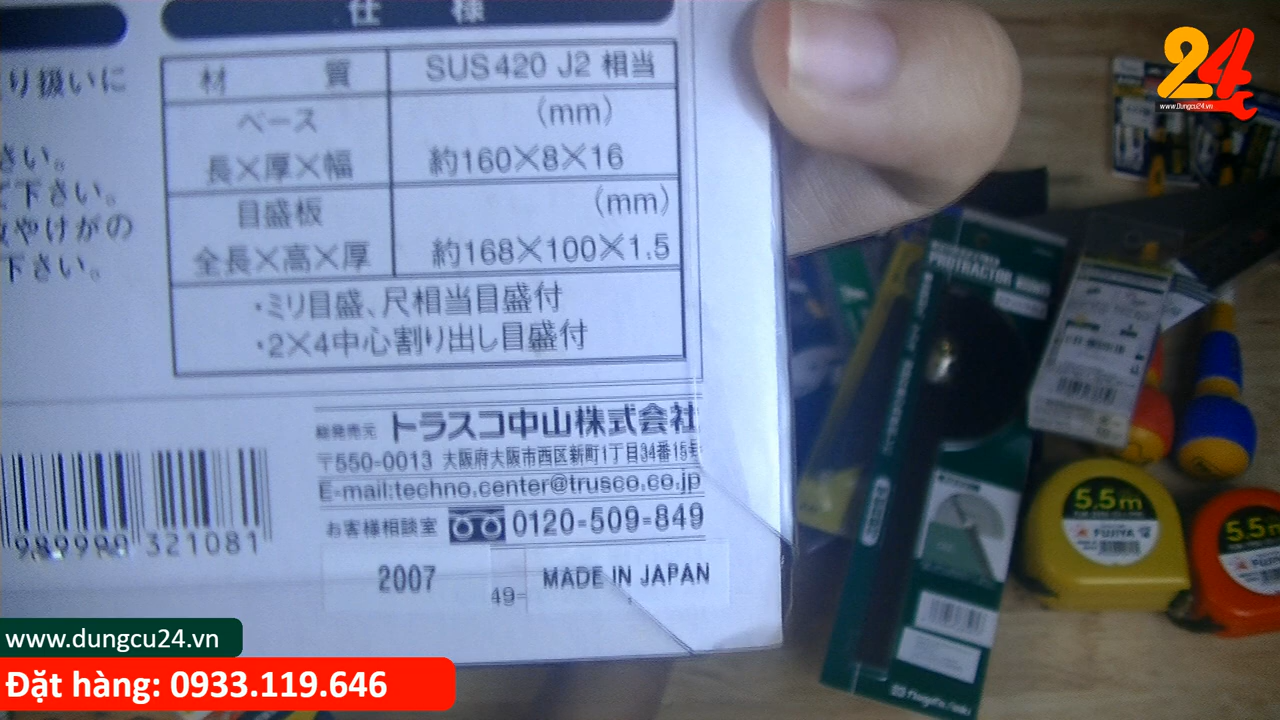 仕 様
り扱いに
さい。
下さい。
やけがの
下さい。
材 質
SUS420 J2 相当
ベース
(mm)
長×厚×幅
約160×8×16
目盛板
(mm)
全長×高×厚
約168×100×1.5
・ミリ目盛、尺相当目盛付
・2×4中心割り出し目盛付
総発売元 トラスコ中山株式会社
〒550-0013 大阪府大阪市西区新町1丁目34番15号
E-mail:techno.center@trusco.co.jp
お客様相談室 0120-509-849
989999 321081
2007
49-
MADE IN JAPAN
24
www.Dungcu24.vn
PROTRACTOR
5.5m
FUJIYA
5.5m
FUJIYA
www.dungcu24.vn
Đặt hàng: 0933.119.646